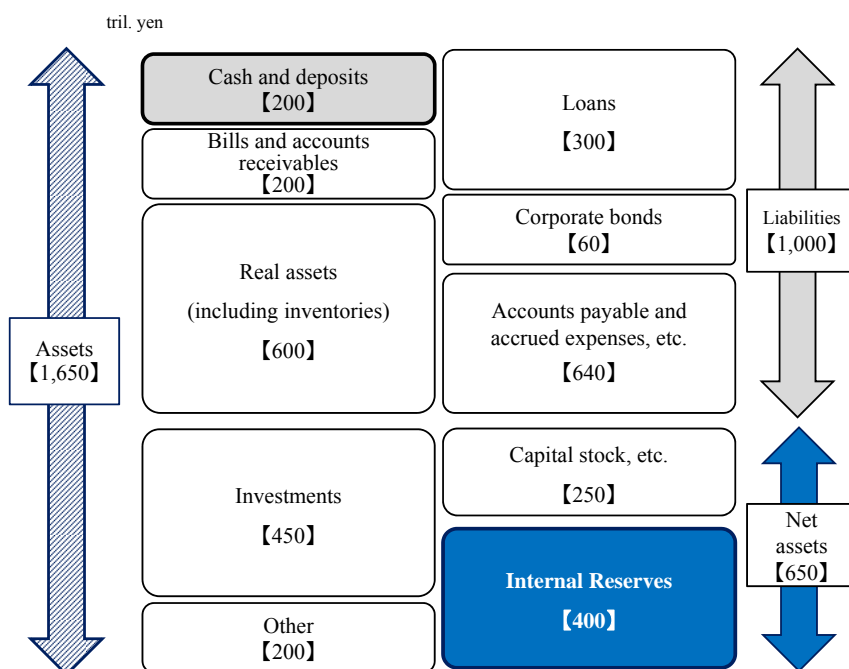 tril. yen
Cash and deposits
【200】
Bills and accounts
receivables
【200】
Real assets
(including inventories)
【600】
Investments
【450】
Other
【200】
Assets
【1,650】
Loans
【300】
Corporate bonds
【60】
Accounts payable and
accrued expenses, etc.
【640】
Capital stock, etc.
【250】
Internal Reserves
【400】
Liabilities
【1,000】
Net
assets
【650】